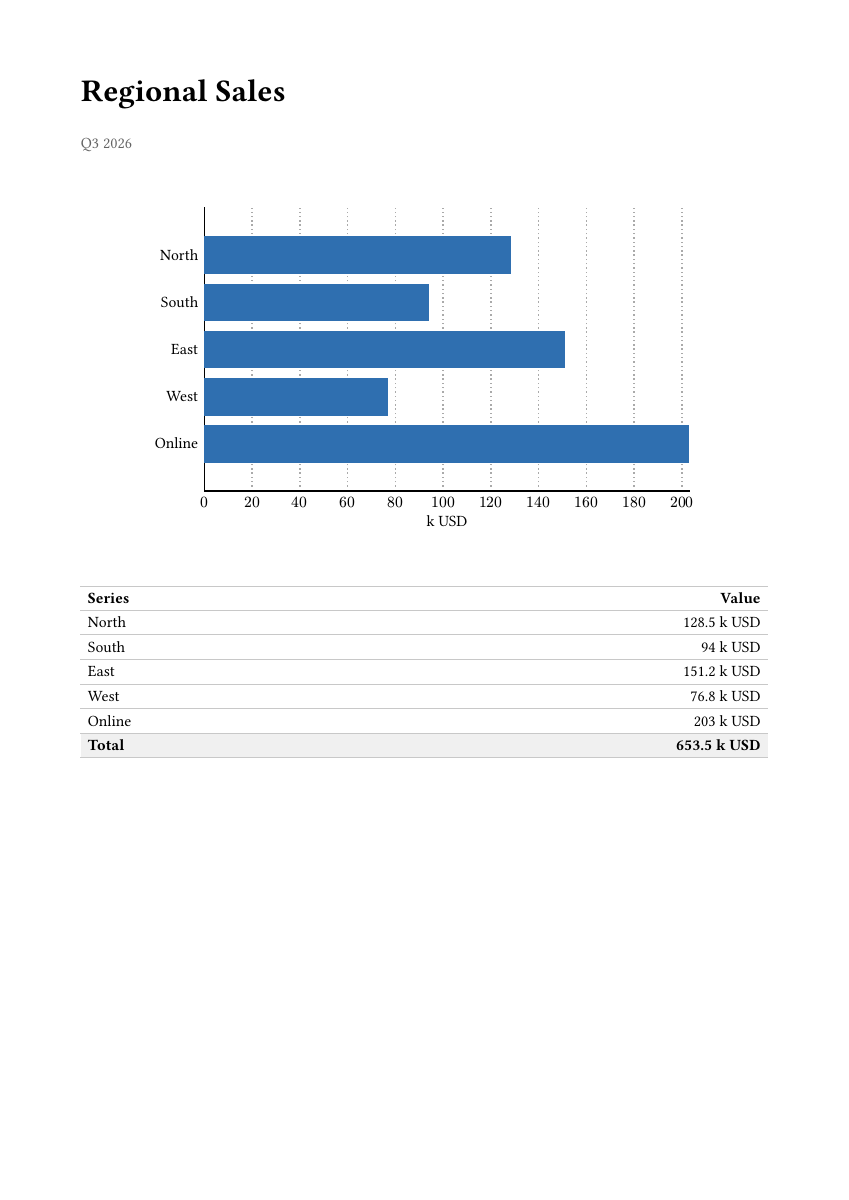 Regional Sales
Q3 2026
North
South
East
West
Online
0 20 40 60 80 100 120 140 160 180 200
k USD
Series Value
North 128.5 k USD
South 94 k USD
East 151.2 k USD
West 76.8 k USD
Online 203 k USD
Total 653.5 k USD